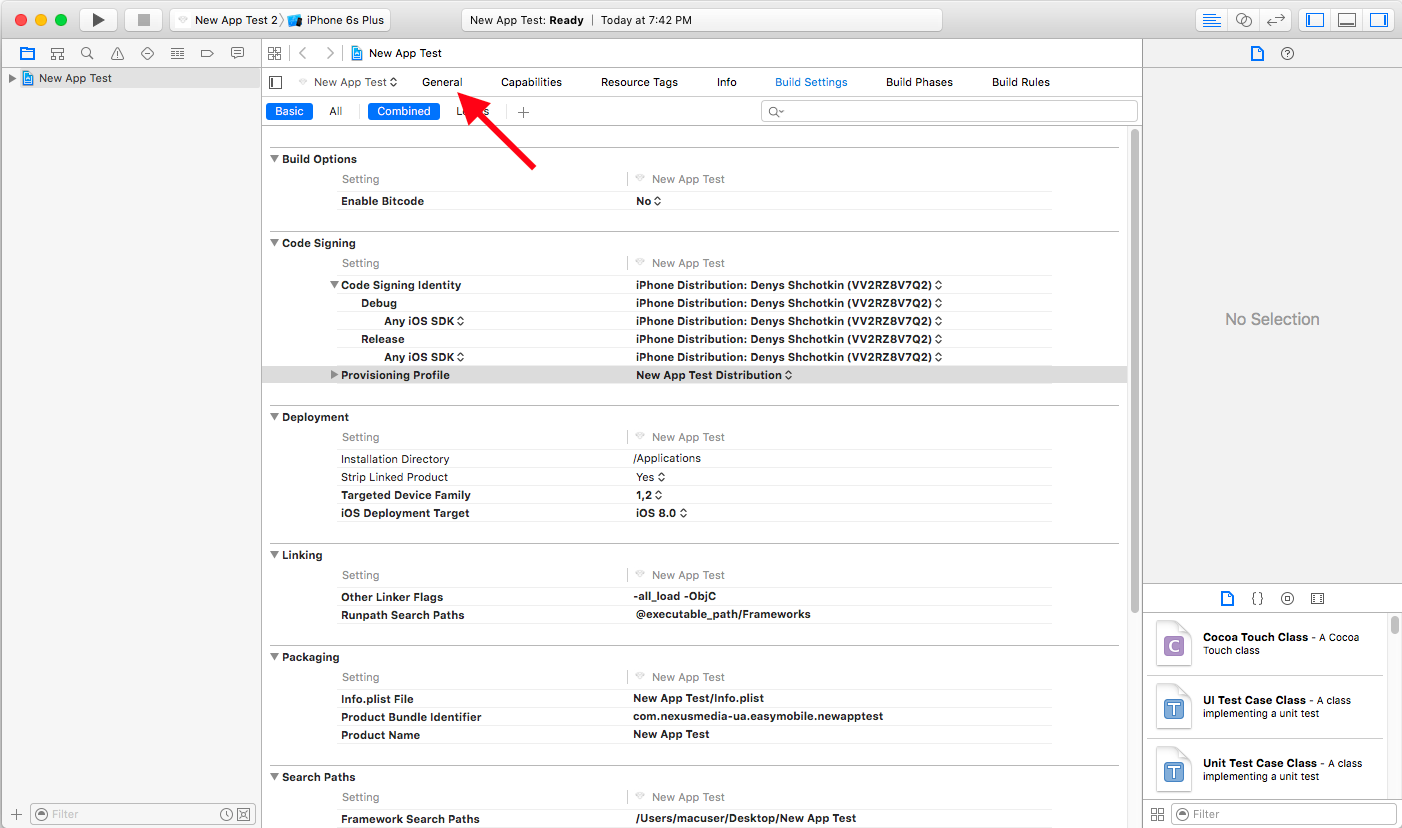 New App Test 2 iPhone 6s Plus
New App Test: Ready | Today at 7:42 PM
New App Test
New App Test
New App Test General Capabilities Resource Tags Info Build Settings Build Phases Build Rules
Basic All Combined
Build Options
Setting New App Test
Enable Bitcode No
Code Signing
Setting New App Test
Code Signing Identity iPhone Distribution: Denys Shchotkin (VV2RZ8V7Q2)
Debug iPhone Distribution: Denys Shchotkin (VV2RZ8V7Q2)
Any iOS SDK iPhone Distribution: Denys Shchotkin (VV2RZ8V7Q2)
Release iPhone Distribution: Denys Shchotkin (VV2RZ8V7Q2)
Any iOS SDK iPhone Distribution: Denys Shchotkin (VV2RZ8V7Q2)
Provisioning Profile New App Test Distribution
Deployment
Setting New App Test
Installation Directory /Applications
Strip Linked Product Yes
Targeted Device Family 1,2
iOS Deployment Target iOS 8.0
Linking
Setting New App Test
Other Linker Flags -all_load -ObjC
Runpath Search Paths @executable_path/Frameworks
Packaging
Setting New App Test
Info.plist File New App Test/Info.plist
Product Bundle Identifier com.nexusmedia-ua.easymobile.newapptest
Product Name New App Test
Search Paths
Setting New App Test
Framework Search Paths /Users/macuser/Desktop/New App Test
Filter
No Selection
{ }
C
Cocoa Touch Class - A Cocoa
Touch class
T
UI Test Case Class - A class
implementing a unit test
T
Unit Test Case Class - A class
implementing a unit test
Filter